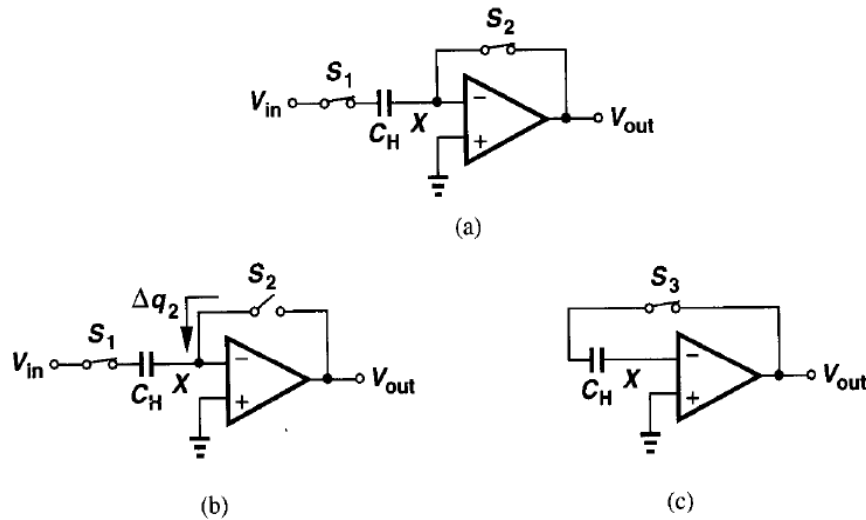 S2
S1
Vin
CH
X
−
+
Vout
(a)
Δq2
S2
S1
Vin
CH
X
−
+
Vout
(b)
S3
CH
X
−
+
Vout
(c)